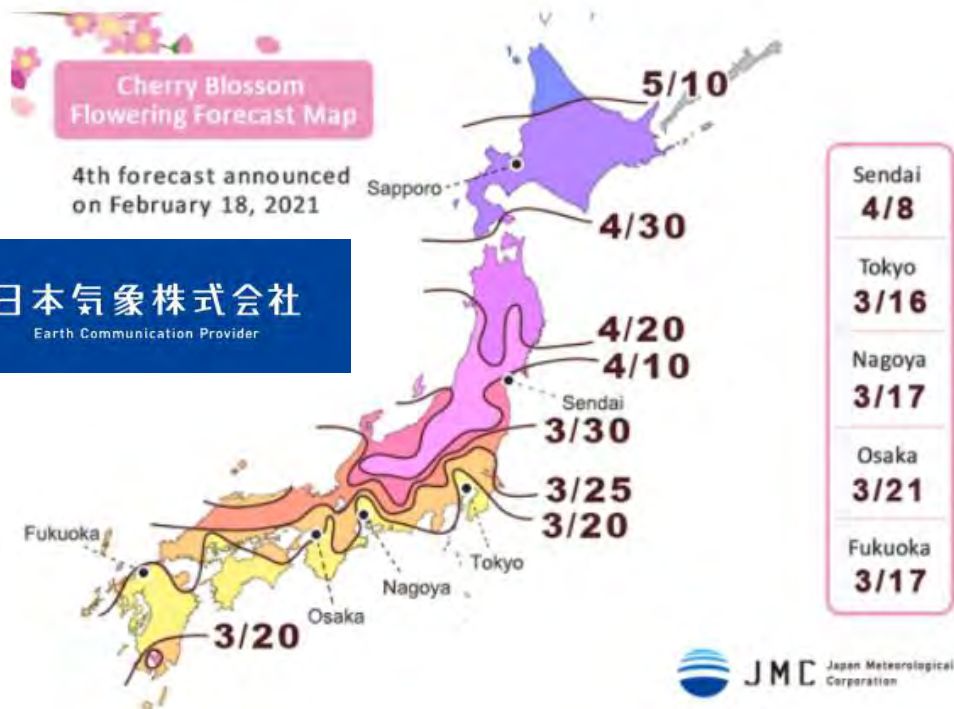 Cherry Blossom
Flowering Forecast Map
4th forecast announced
on February 18, 2021
日本気象株式会社
Earth Communication Provider
5/10
Sapporo
4/30
4/20
4/10
Sendai
3/30
3/25
3/20
Fukuoka
Tokyo
Nagoya
Osaka
3/20
Sendai
4/8
Tokyo
3/16
Nagoya
3/17
Osaka
3/21
Fukuoka
3/17
JMC
Japan Meteorological
Corporation